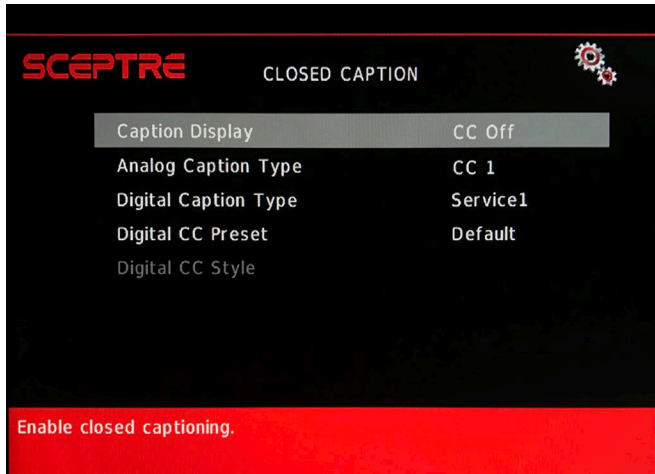 SCEPTRE CLOSED CAPTION
Caption Display CC Off
Analog Caption Type CC 1
Digital Caption Type Service1
Digital CC Preset Default
Digital CC Style
Enable closed captioning.